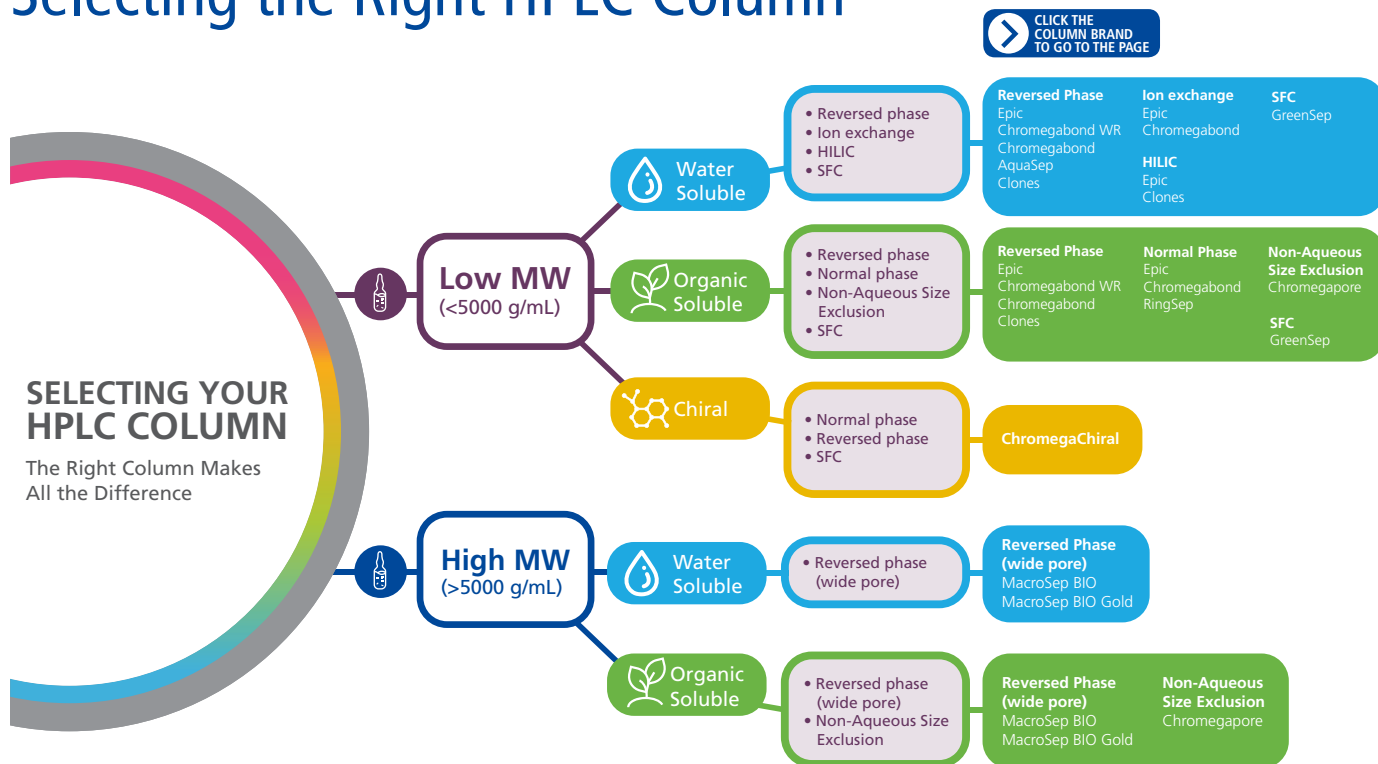 Selecting the Right HPLC Column
CLICK THE
COLUMN BRAND
TO GO TO THE PAGE
SELECTING YOUR
HPLC COLUMN
The Right Column Makes
All the Difference
Low MW
(<5000 g/mL)
Water
Soluble
• Reversed phase
• Ion exchange
• HILIC
• SFC
Reversed Phase
Epic
Chromegabond WR
Chromegabond
AquaSep
Clones
Ion exchange
Epic
Chromegabond
HILIC
Epic
Clones
SFC
GreenSep
Organic
Soluble
• Reversed phase
• Normal phase
• Non-Aqueous Size
Exclusion
• SFC
Reversed Phase
Epic
Chromegabond WR
Chromegabond
Clones
Normal Phase
Epic
Chromegabond
RingSep
Non-Aqueous
Size Exclusion
Chromegapore
SFC
GreenSep
Chiral
• Normal phase
• Reversed phase
• SFC
ChromegaChiral
High MW
(>5000 g/mL)
Water
Soluble
• Reversed phase
(wide pore)
Reversed Phase
(wide pore)
MacroSep BIO
MacroSep BIO Gold
Organic
Soluble
• Reversed phase
(wide pore)
• Non-Aqueous Size
Exclusion
Reversed Phase
(wide pore)
MacroSep BIO
MacroSep BIO Gold
Non-Aqueous
Size Exclusion
Chromegapore